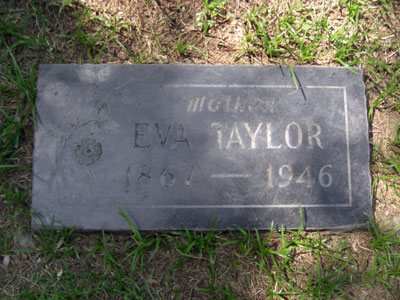 Mother
EVA TAYLOR
1867 — 1946